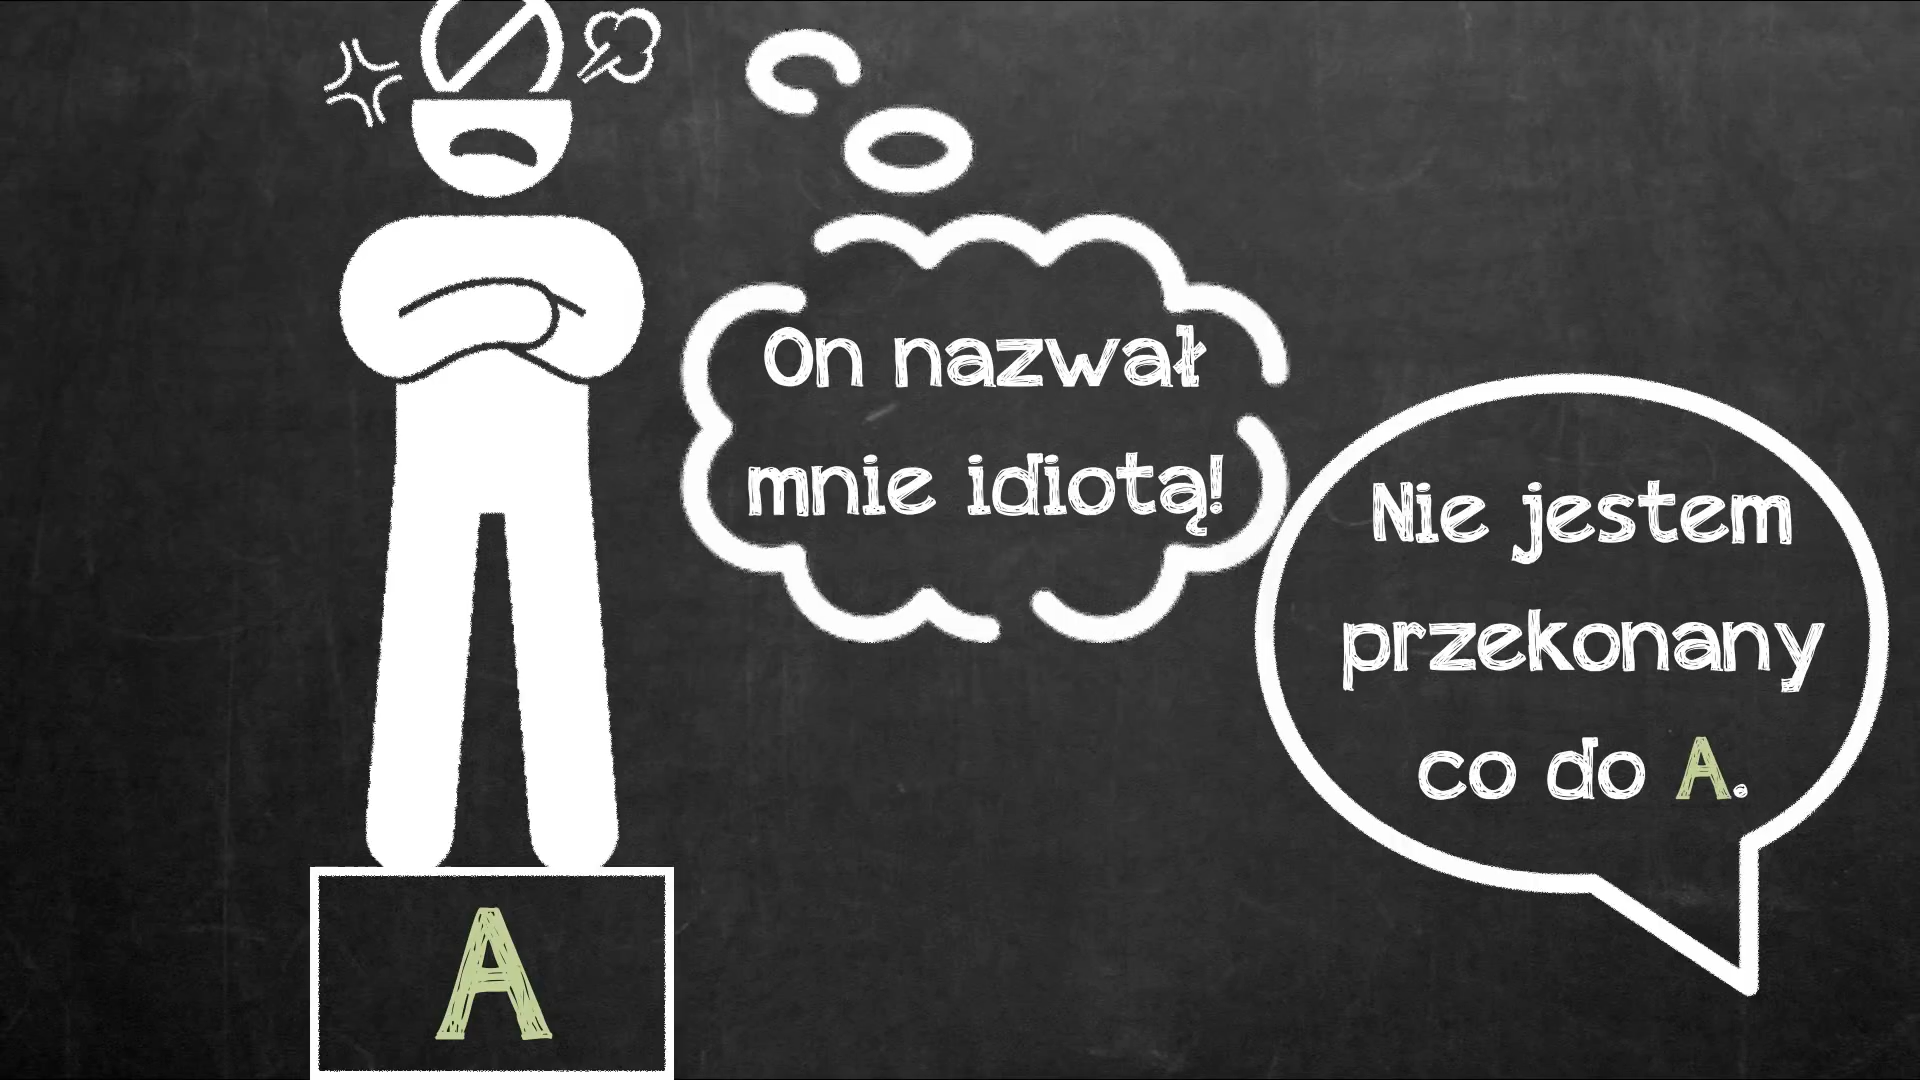 On nazwał
mnie idiotą!
Nie jestem
przekonany
co do A.
A